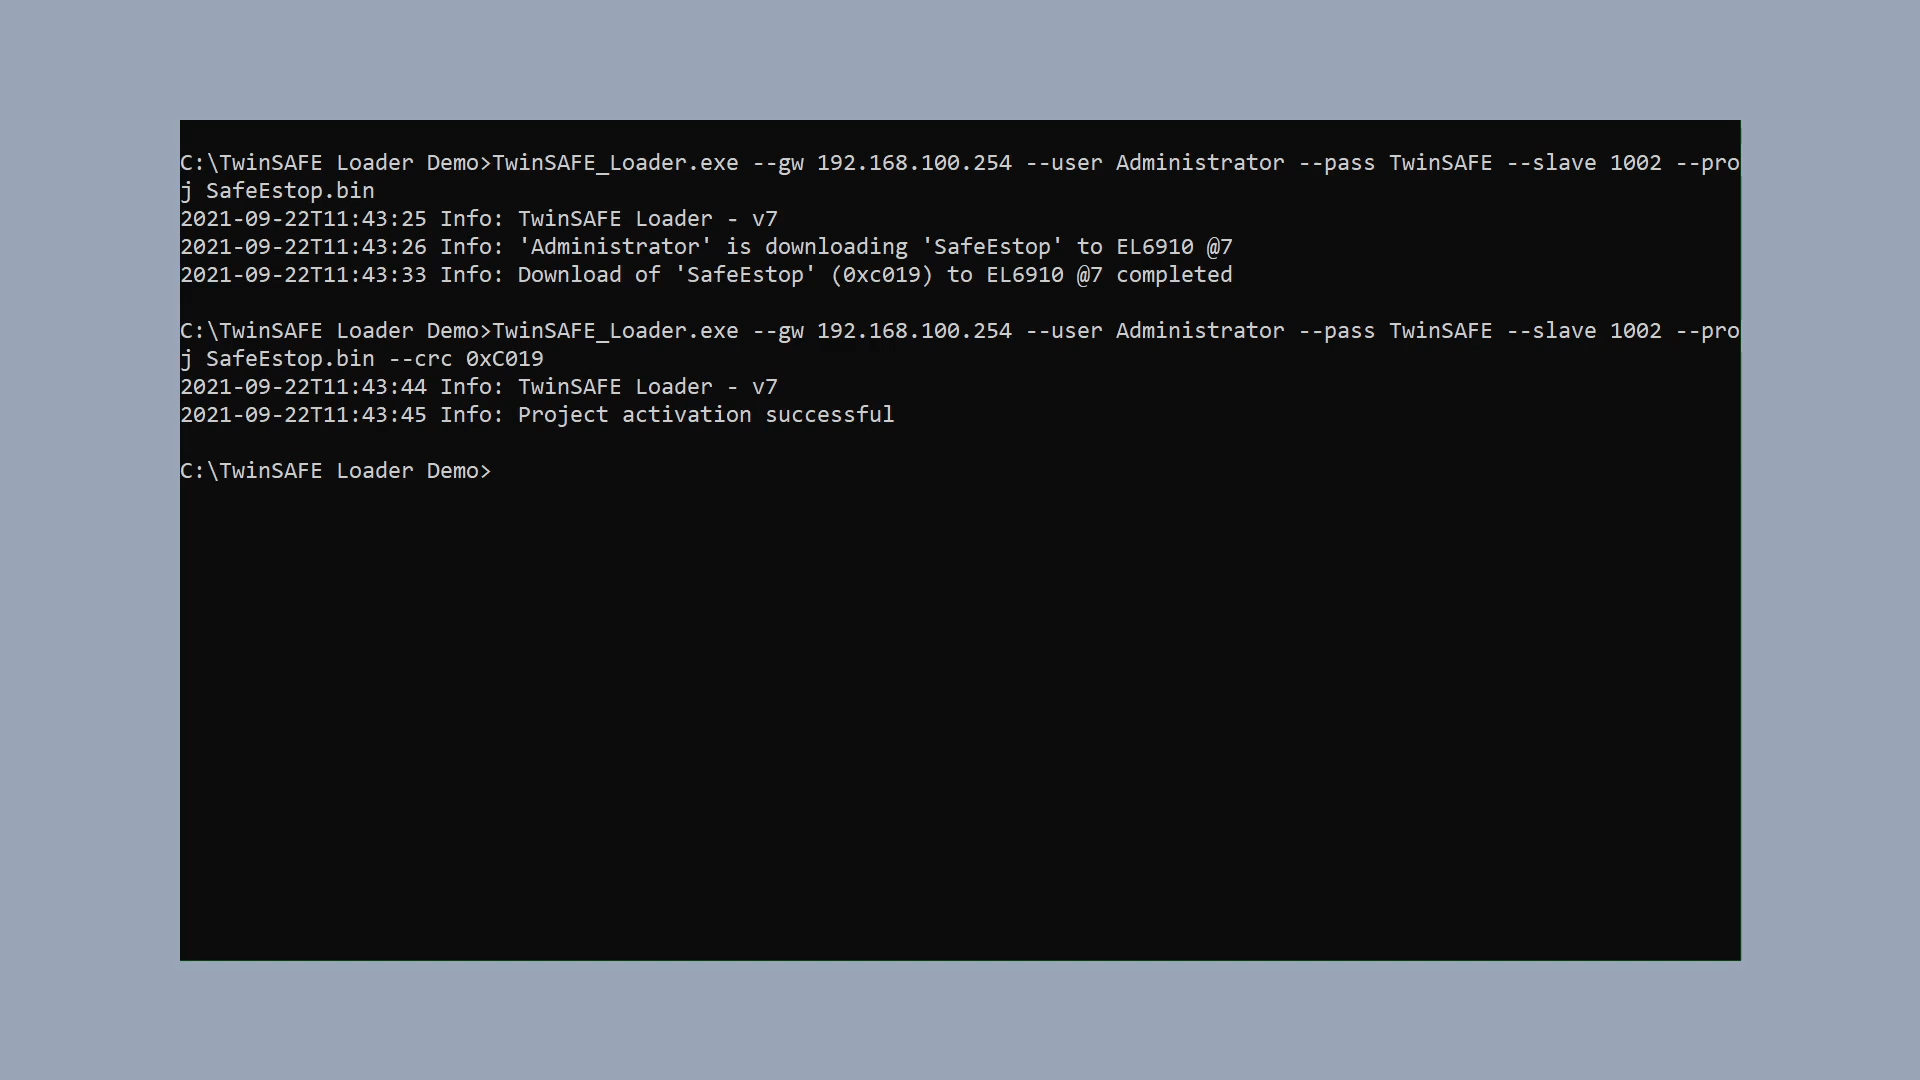 C:\TwinSAFE Loader Demo>TwinSAFE_Loader.exe --gw 192.168.100.254 --user Administrator --pass TwinSAFE --slave 1002 --pro
j SafeEstop.bin
2021-09-22T11:43:25 Info: TwinSAFE Loader - v7
2021-09-22T11:43:26 Info: 'Administrator' is downloading 'SafeEstop' to EL6910 @7
2021-09-22T11:43:33 Info: Download of 'SafeEstop' (0xc019) to EL6910 @7 completed
C:\TwinSAFE Loader Demo>TwinSAFE_Loader.exe --gw 192.168.100.254 --user Administrator --pass TwinSAFE --slave 1002 --pro
j SafeEstop.bin --crc 0xC019
2021-09-22T11:43:44 Info: TwinSAFE Loader - v7
2021-09-22T11:43:45 Info: Project activation successful
C:\TwinSAFE Loader Demo>